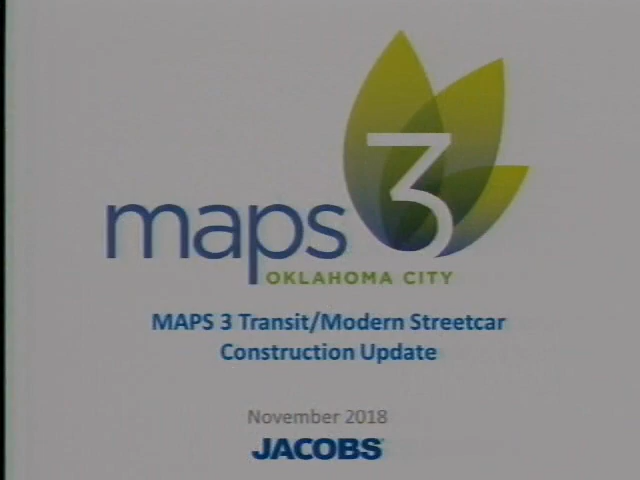 maps 3
OKLAHOMA CITY
MAPS 3 Transit/Modern Streetcar
Construction Update
November 2018
JACOBS